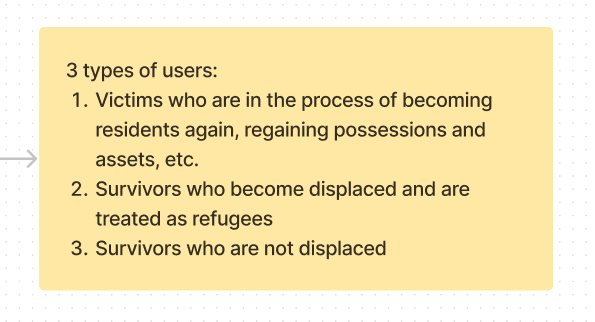 3 types of users:
1. Victims who are in the process of becoming
residents again, regaining possessions and
assets, etc.
2. Survivors who become displaced and are
treated as refugees
3. Survivors who are not displaced